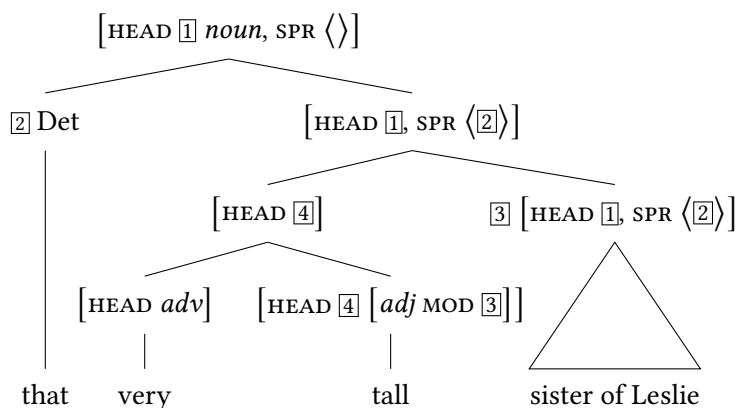 [HEAD 1 noun, SPR ⟨⟩]
2 Det [HEAD 1, SPR ⟨2⟩]
[HEAD 4] 3 [HEAD 1, SPR ⟨2⟩]
[HEAD adv] [HEAD 4 [adj MOD 3]]
that very tall sister of Leslie